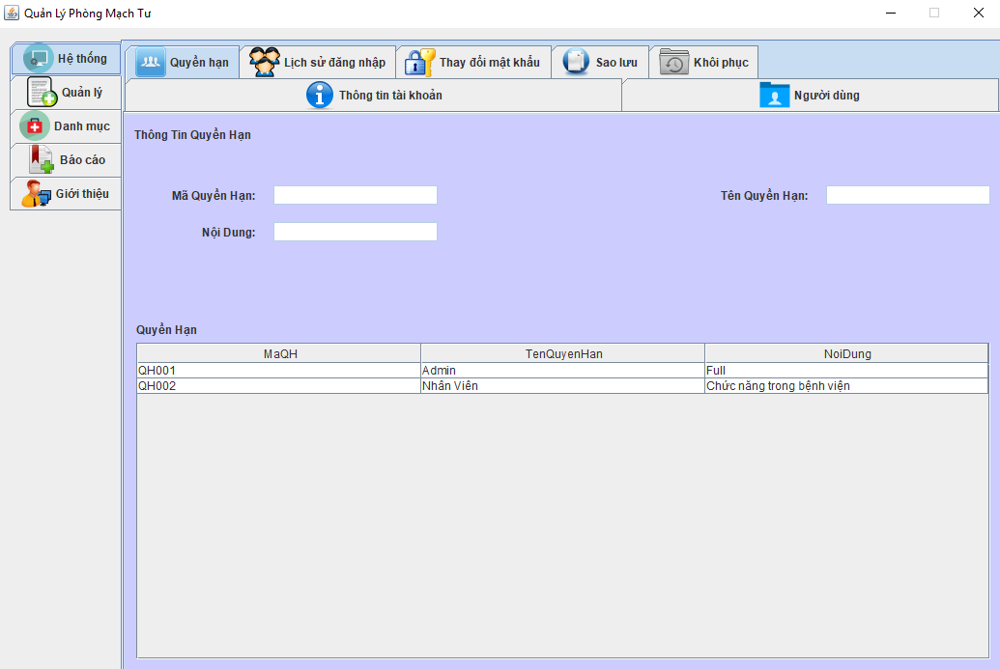 Quản Lý Phòng Mạch Tư
Hệ thống
Quản lý
Danh mục
Báo cáo
Giới thiệu
Quyền hạn
Lịch sử đăng nhập
Thay đổi mật khẩu
Sao lưu
Khôi phục
Thông tin tài khoản
Người dùng
Thông Tin Quyền Hạn
Mã Quyền Hạn:
Tên Quyền Hạn:
Nội Dung:
Quyền Hạn
MaQH TenQuyenHan NoiDung
QH001 Admin Full
QH002 Nhân Viên Chức năng trong bệnh viện